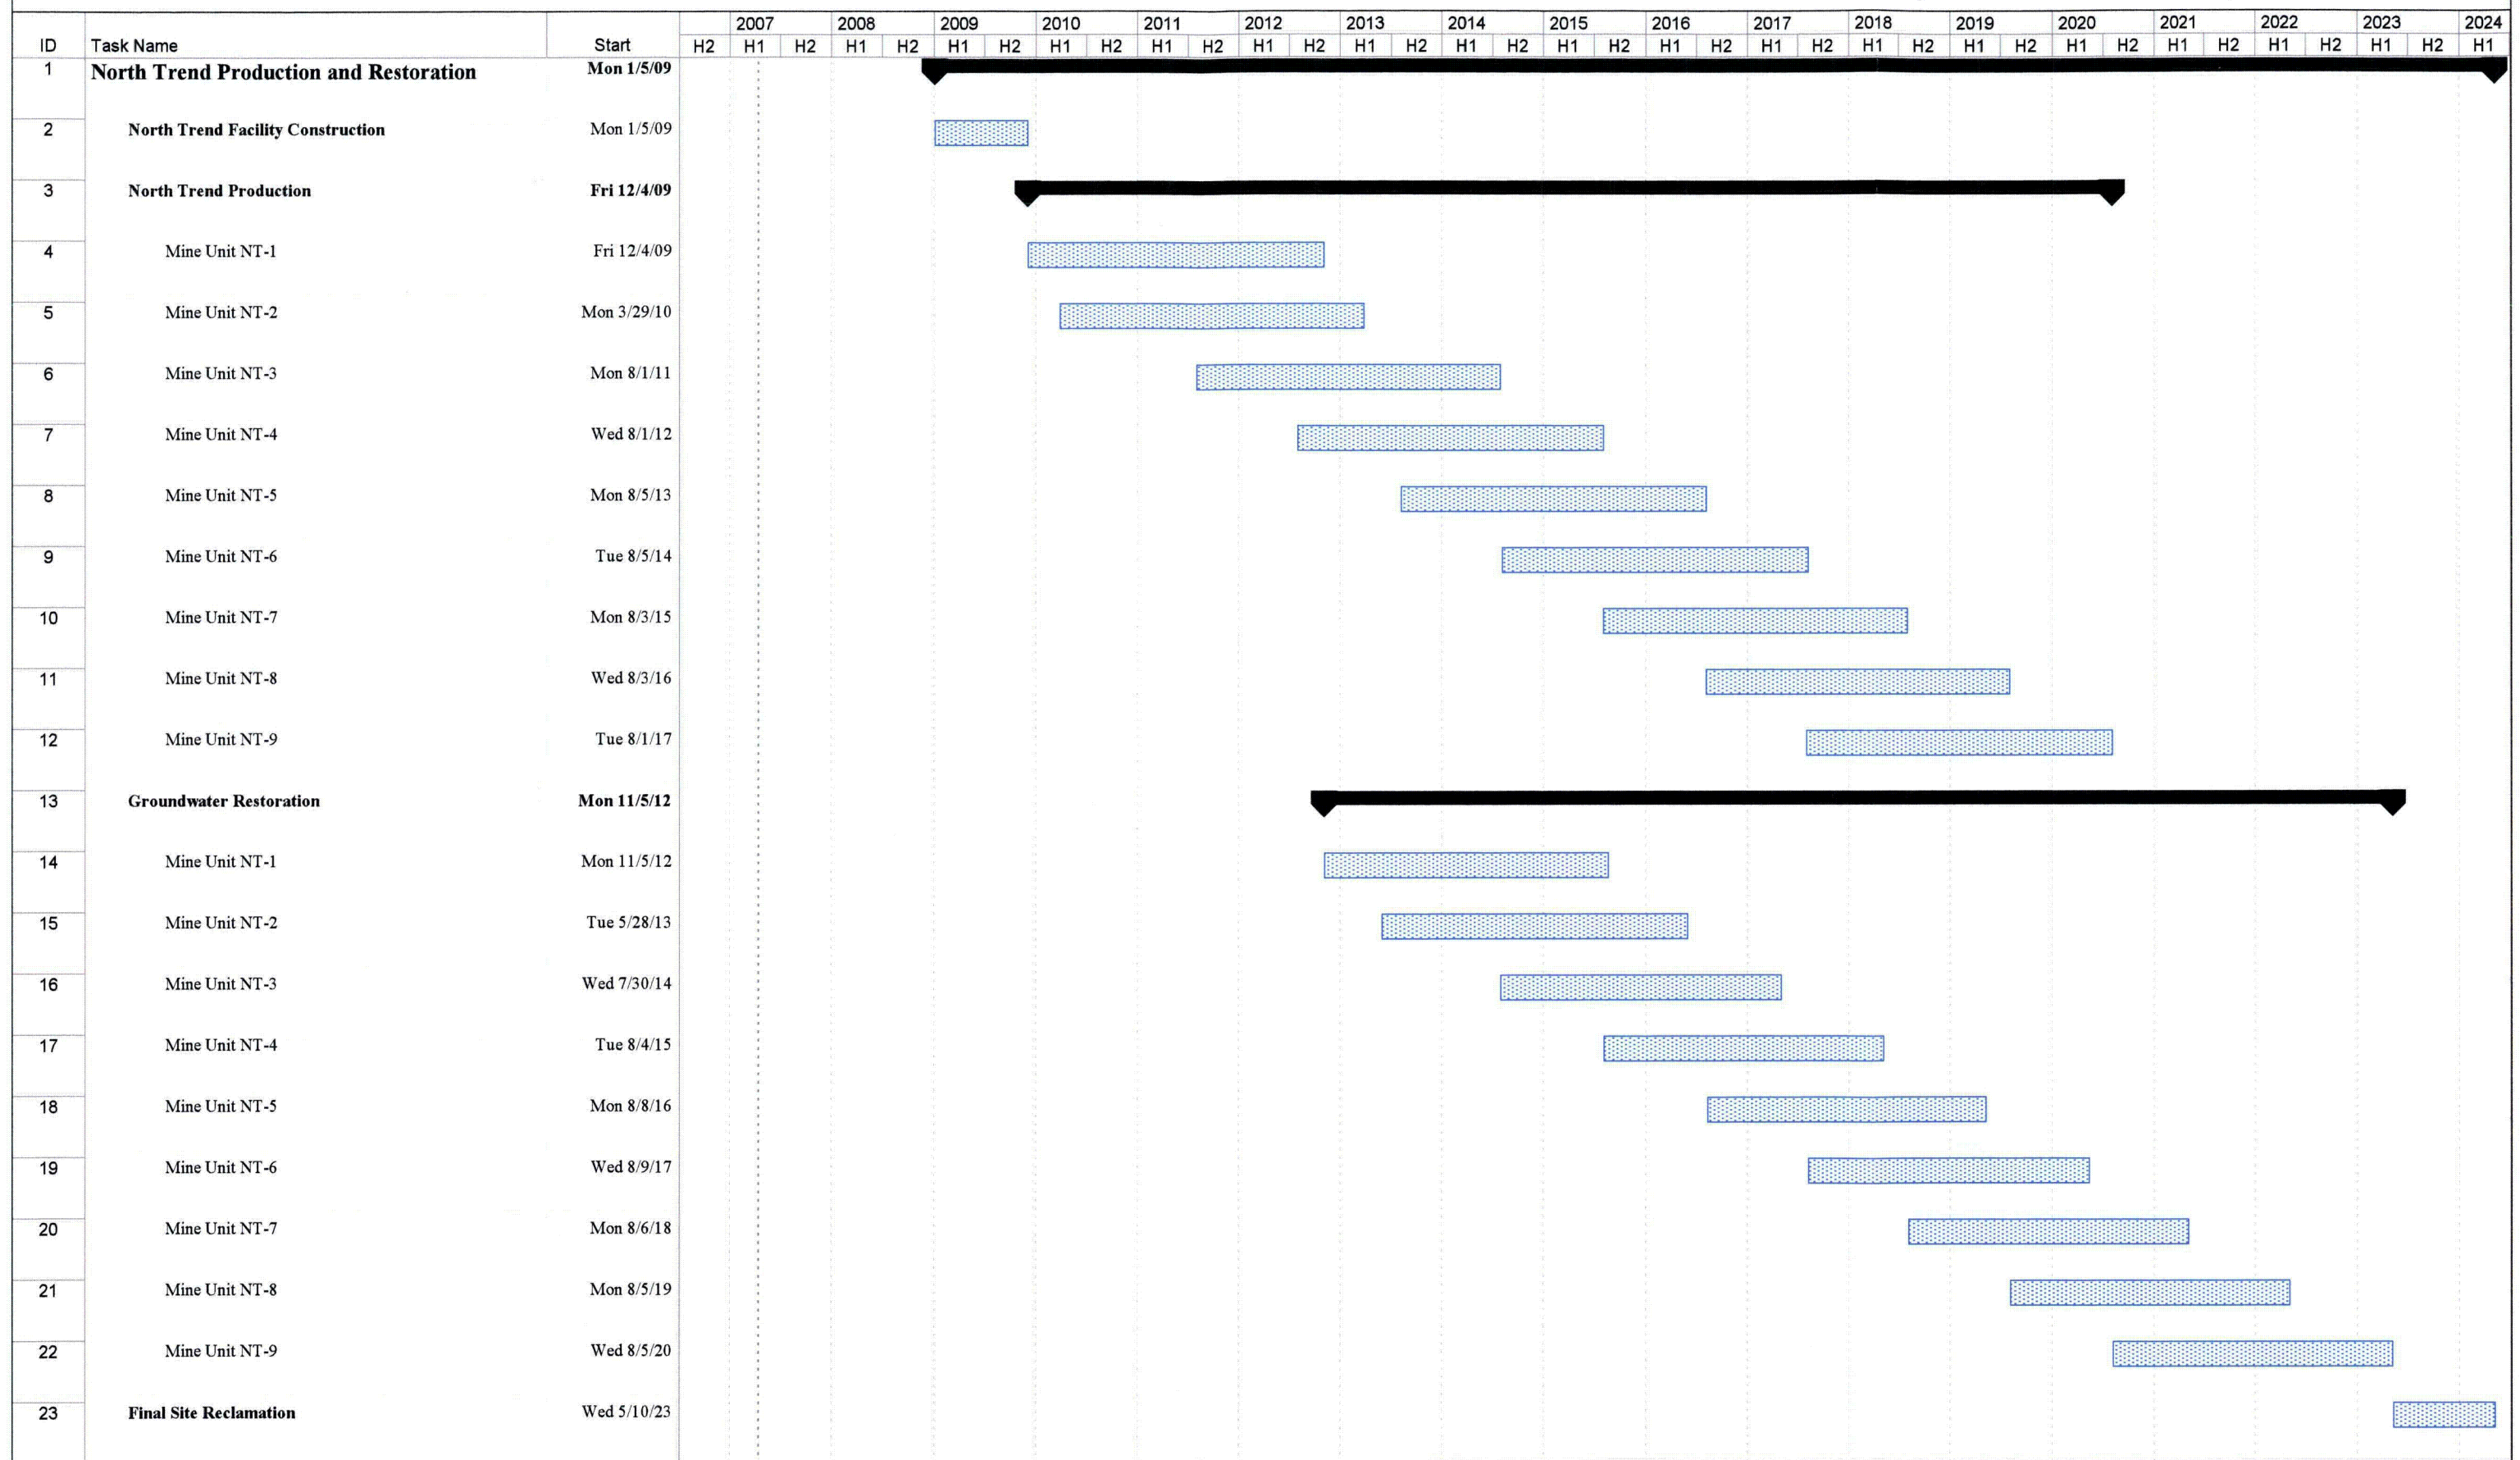 2007 2008 2009 2010 2011 2012 2013 2014 2015 2016 2017 2018 2019 2020 2021 2022 2023 2024
ID Task Name Start H2 H1 H2 H1 H2 H1 H2 H1 H2 H1 H2 H1 H2 H1 H2 H1 H2 H1 H2 H1 H2 H1 H2 H1 H2 H1 H2 H1 H2 H1 H2 H1 H2 H1 H2 H1
1 North Trend Production and Restoration Mon 1/5/09
2 North Trend Facility Construction Mon 1/5/09
3 North Trend Production Fri 12/4/09
4 Mine Unit NT-1 Fri 12/4/09
5 Mine Unit NT-2 Mon 3/29/10
6 Mine Unit NT-3 Mon 8/1/11
7 Mine Unit NT-4 Wed 8/1/12
8 Mine Unit NT-5 Mon 8/5/13
9 Mine Unit NT-6 Tue 8/5/14
10 Mine Unit NT-7 Mon 8/3/15
11 Mine Unit NT-8 Wed 8/3/16
12 Mine Unit NT-9 Tue 8/1/17
13 Groundwater Restoration Mon 11/5/12
14 Mine Unit NT-1 Mon 11/5/12
15 Mine Unit NT-2 Tue 5/28/13
16 Mine Unit NT-3 Wed 7/30/14
17 Mine Unit NT-4 Tue 8/4/15
18 Mine Unit NT-5 Mon 8/8/16
19 Mine Unit NT-6 Wed 8/9/17
20 Mine Unit NT-7 Mon 8/6/18
21 Mine Unit NT-8 Mon 8/5/19
22 Mine Unit NT-9 Wed 8/5/20
23 Final Site Reclamation Wed 5/10/23